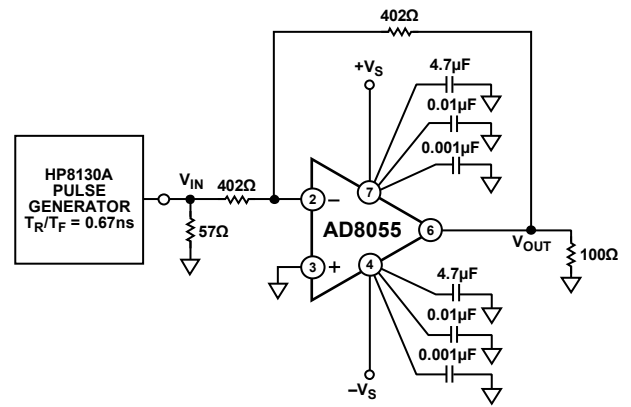 402Ω
4.7µF
+VS
0.01µF
0.001µF
HP8130A
PULSE
GENERATOR
TR/TF = 0.67ns
VIN
402Ω
57Ω
2
−
7
AD8055
6
VOUT
100Ω
3
+
4
4.7µF
0.01µF
0.001µF
−VS